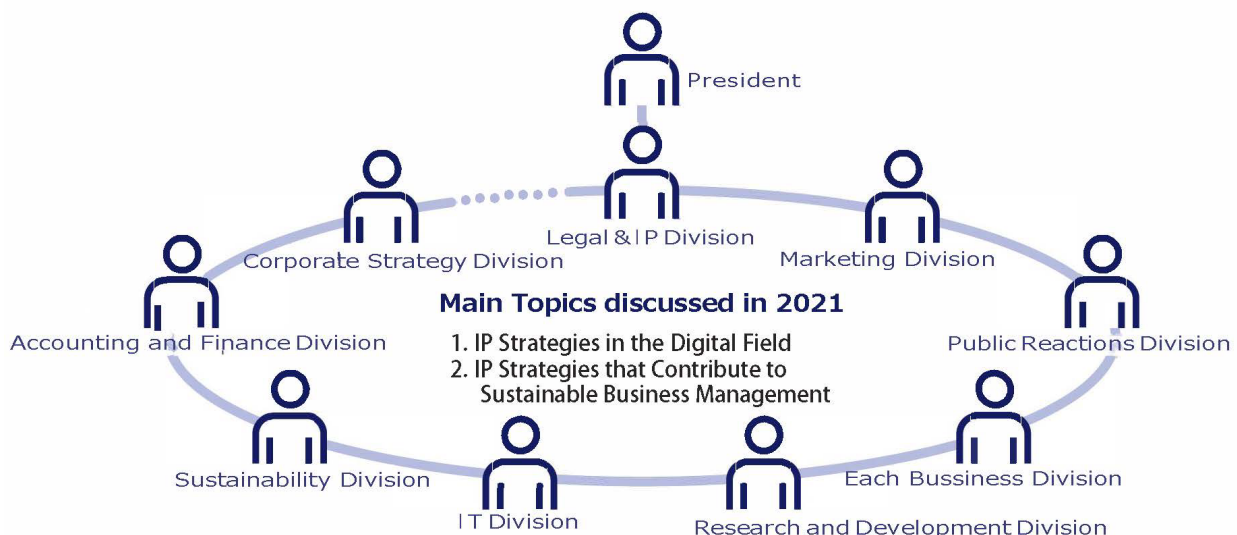 President
Legal & IP Division
Corporate Strategy Division
Marketing Division
Main Topics discussed in 2021
Accounting and Finance Division
1. IP Strategies in the Digital Field
Public Reactions Division
2. IP Strategies that Contribute to
Sustainable Business Management
Sustainability Division
Each Bussiness Division
IT Division
Research and Development Division